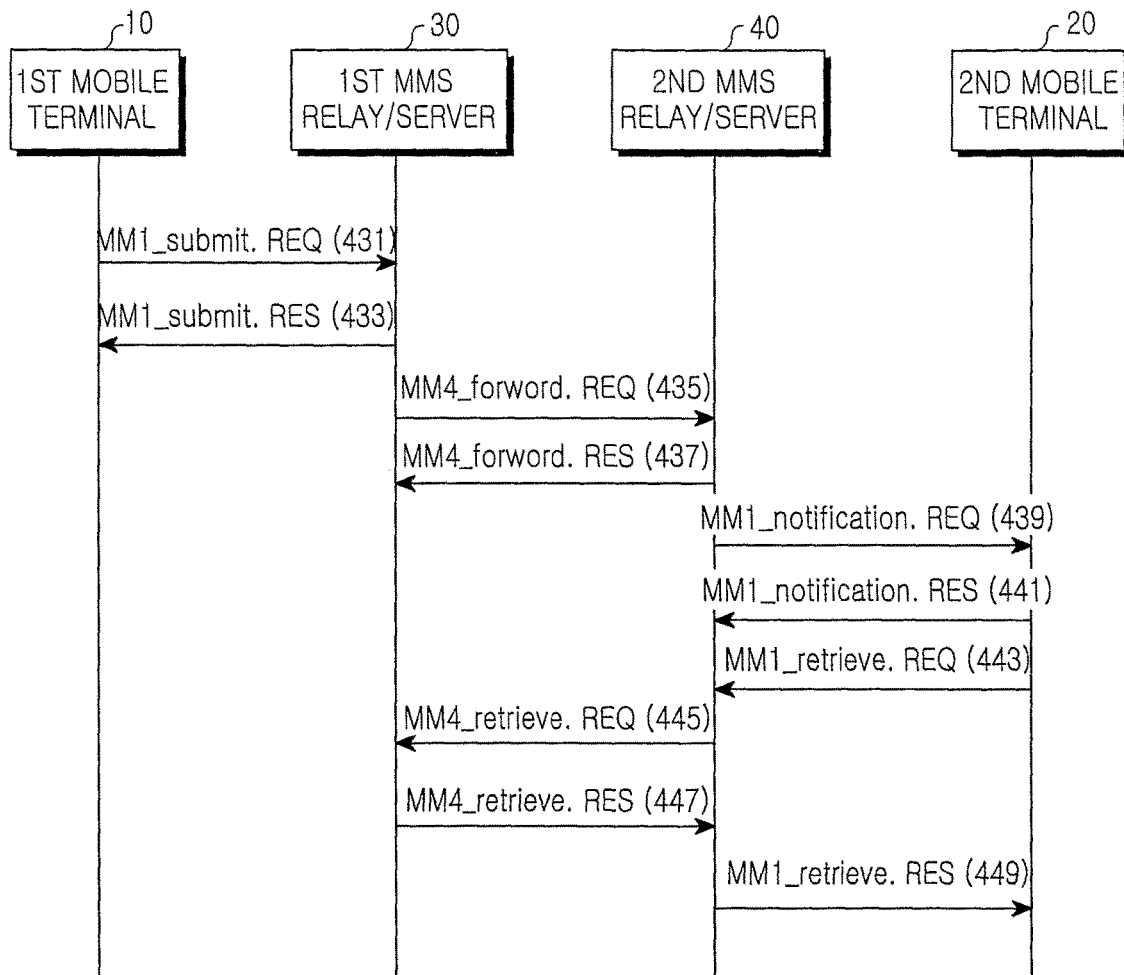 10
30
40
20
1ST MOBILE
TERMINAL
1ST MMS
RELAY/SERVER
2ND MMS
RELAY/SERVER
2ND MOBILE
TERMINAL
MM1_submit. REQ (431)
MM1_submit. RES (433)
MM4_forword. REQ (435)
MM4_forword. RES (437)
MM1_notification. REQ (439)
MM1_notification. RES (441)
MM1_retrieve. REQ (443)
MM4_retrieve. REQ (445)
MM4_retrieve. RES (447)
MM1_retrieve. RES (449)